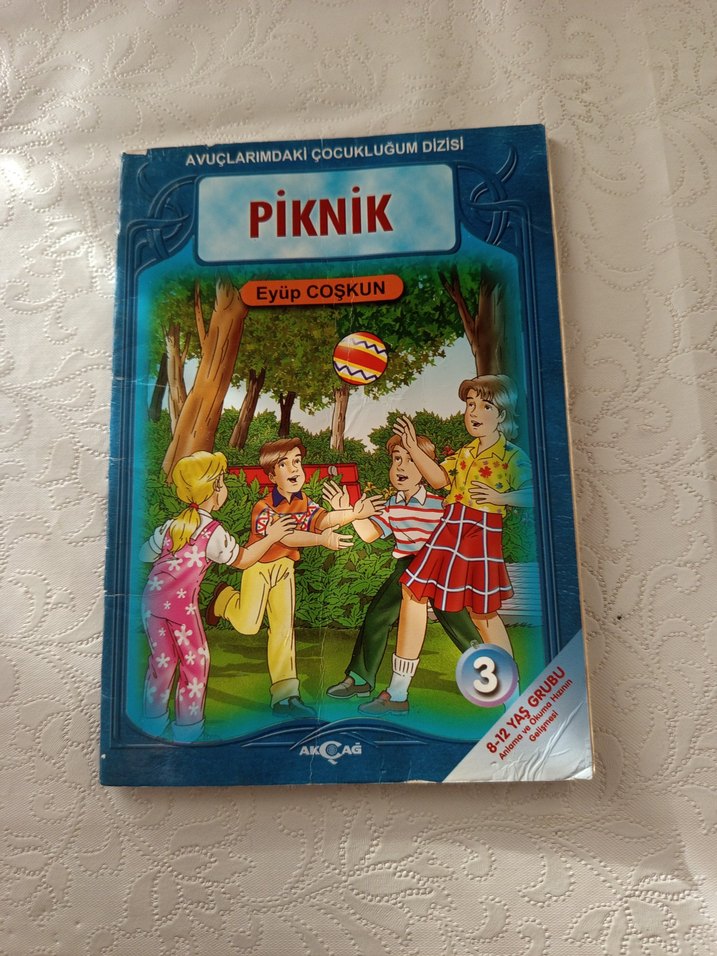 AVUÇLARIMDAKİ ÇOCUKLUĞUM DİZİSİ
PİKNİK
Eyüp COŞKUN
3
8-12 YAŞ GRUBU
Anlama ve Okuma Hızının
Gelişmesi
AKÇAĞ